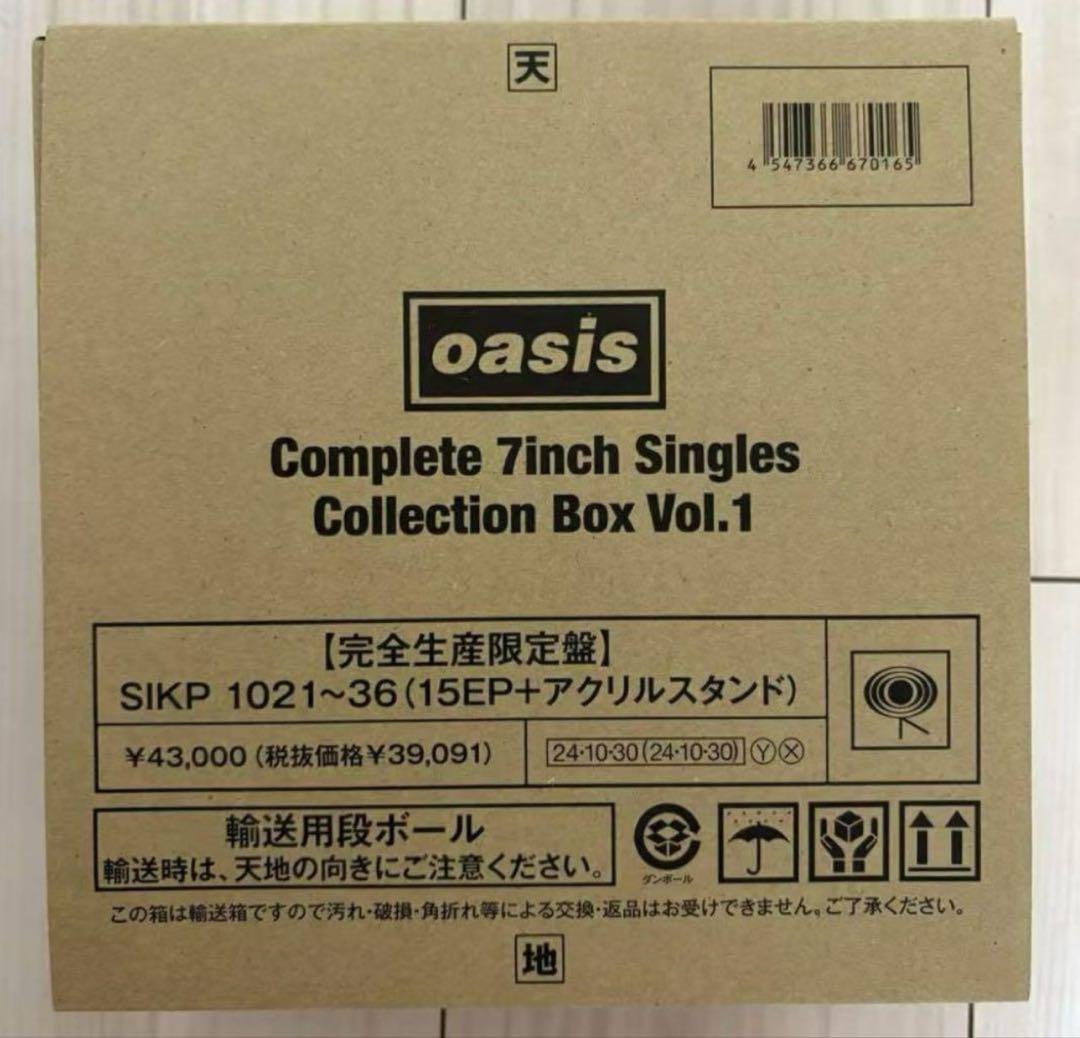 天
4 547366 670165
oasis
Complete 7inch Singles
Collection Box Vol.1
【完全生産限定盤】
SIKP 1021~36(15EP+アクリルスタンド)
¥43,000(税抜価格¥39,091)
24・10・30(24・10・30)ⓎⓍ
輸送用段ボール
輸送時は、天地の向きにご注意ください。
ダンボール
この箱は輸送箱ですので汚れ・破損・角折れ等による交換・返品はお受けできません。ご了承ください。
地